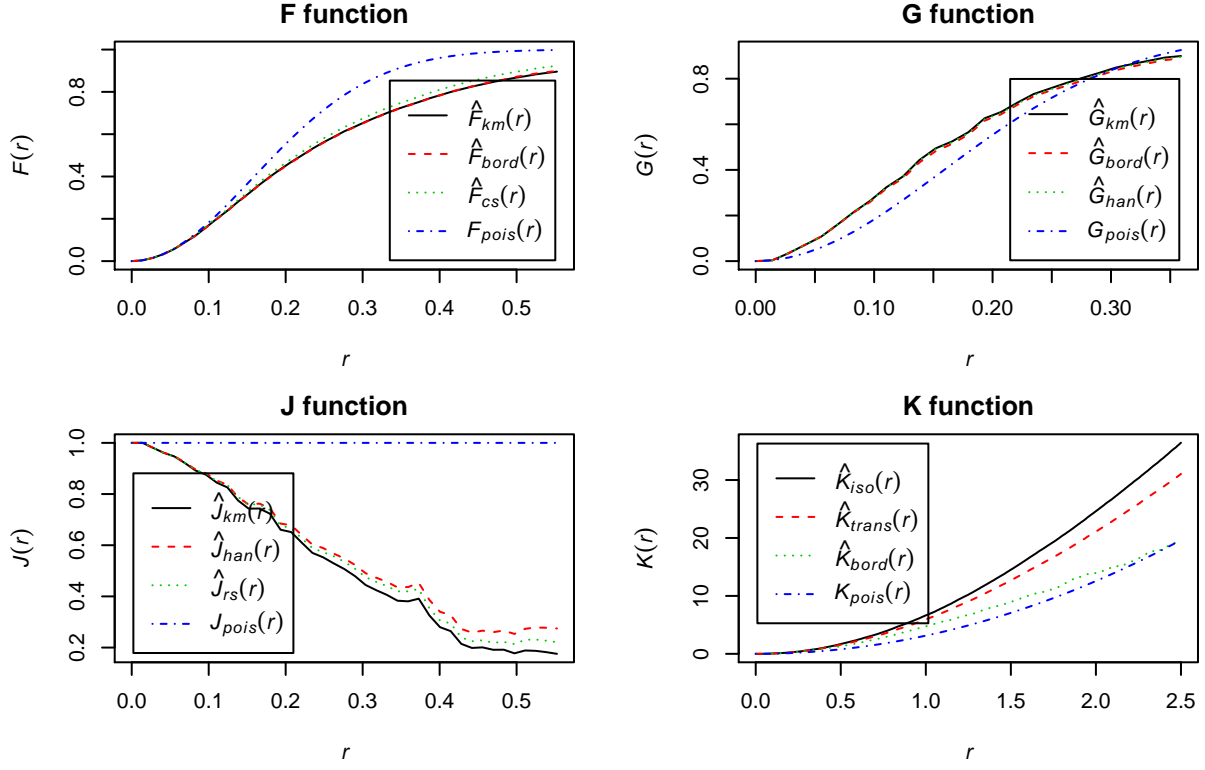 F function
F(r)
0.0 0.4 0.8
F̂km(r)
F̂bord(r)
F̂cs(r)
Fpois(r)
0.0 0.1 0.2 0.3 0.4 0.5
r
G function
G(r)
0.0 0.4 0.8
Ĝkm(r)
Ĝbord(r)
Ĝhan(r)
Gpois(r)
0.00 0.10 0.20 0.30
r
J function
J(r)
0.2 0.4 0.6 0.8 1.0
Ĵkm(r)
Ĵhan(r)
Ĵrs(r)
Jpois(r)
0.0 0.1 0.2 0.3 0.4 0.5
r
K function
K(r)
0 10 20 30
K̂iso(r)
K̂trans(r)
K̂bord(r)
Kpois(r)
0.0 0.5 1.0 1.5 2.0 2.5
r